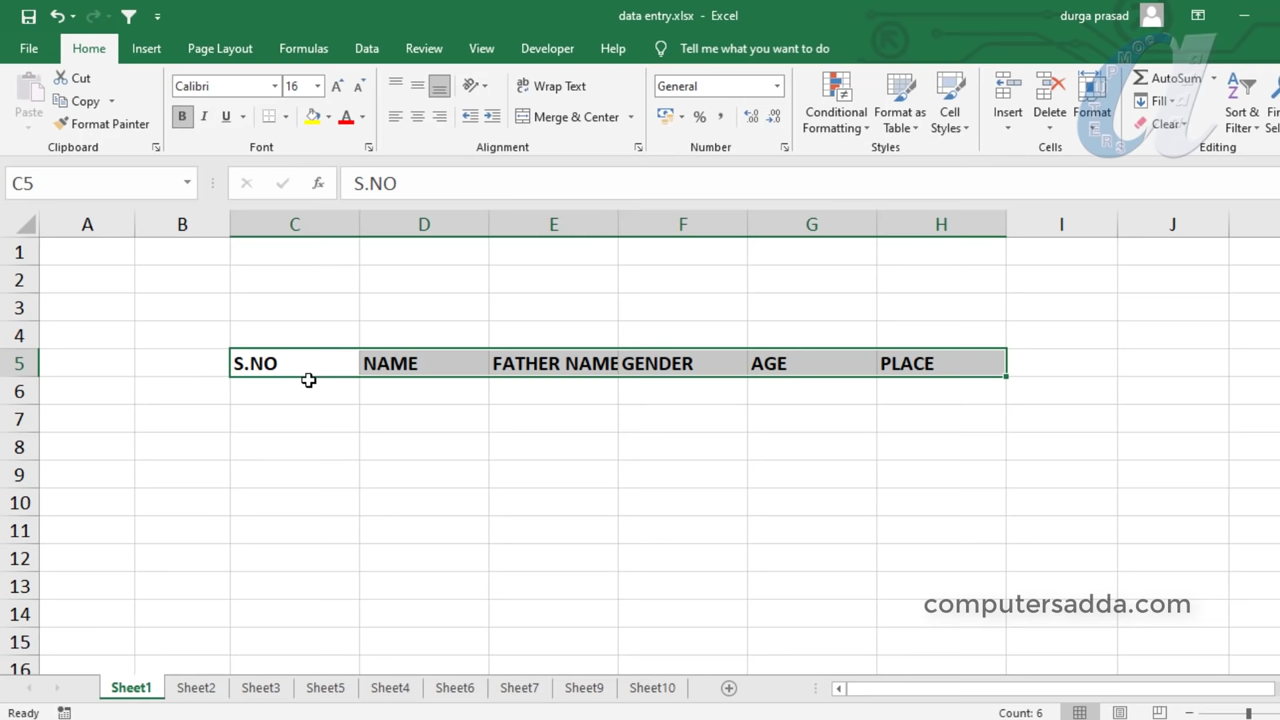 data entry.xlsx - Excel
durga prasad
File Home Insert Page Layout Formulas Data Review View Developer Help Tell me what you want to do
Paste
Cut
Copy
Format Painter
Clipboard
Calibri 16 A A
B I U A
Font
ab Wrap Text
Merge & Center
Alignment
General
% ,
Number
Conditional Formatting
Format as Table
Cell Styles
Styles
Insert
Delete
Format
Cells
AutoSum
Fill
Clear
Sort &
Filter
Editing
C5
fx
S.NO
A B C D E F G H I J
1
2
3
4
5 S.NO NAME FATHER NAME GENDER AGE PLACE
6
7
8
9
10
11
12
13
14
computersadda.com
15
16
Sheet1 Sheet2 Sheet3 Sheet5 Sheet4 Sheet6 Sheet7 Sheet9 Sheet10
Ready
Count: 6